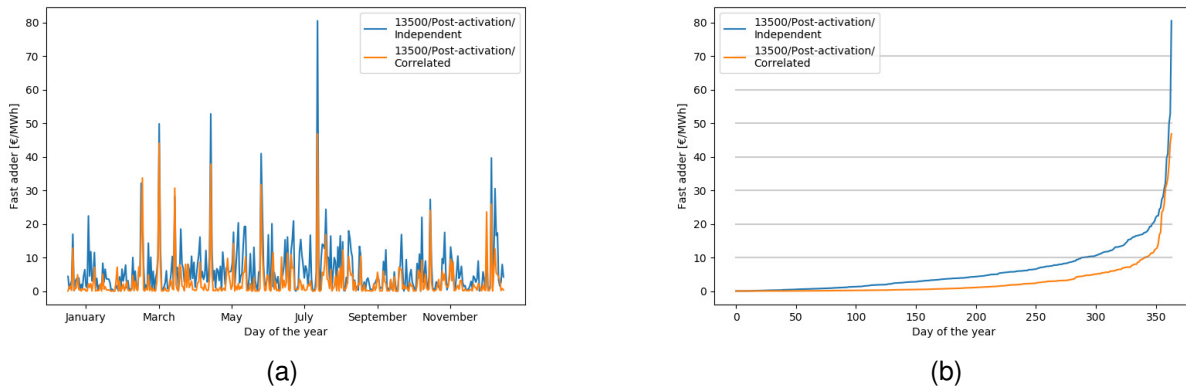 80
70
60
50
40
30
20
10
0
Fast adder [€/MWh]
13500/Post-activation/
Independent
13500/Post-activation/
Correlated
January March May July September November
Day of the year
(a)
80
70
60
50
40
30
20
10
0
Fast adder [€/MWh]
13500/Post-activation/
Independent
13500/Post-activation/
Correlated
0 50 100 150 200 250 300 350
Day of the year
(b)